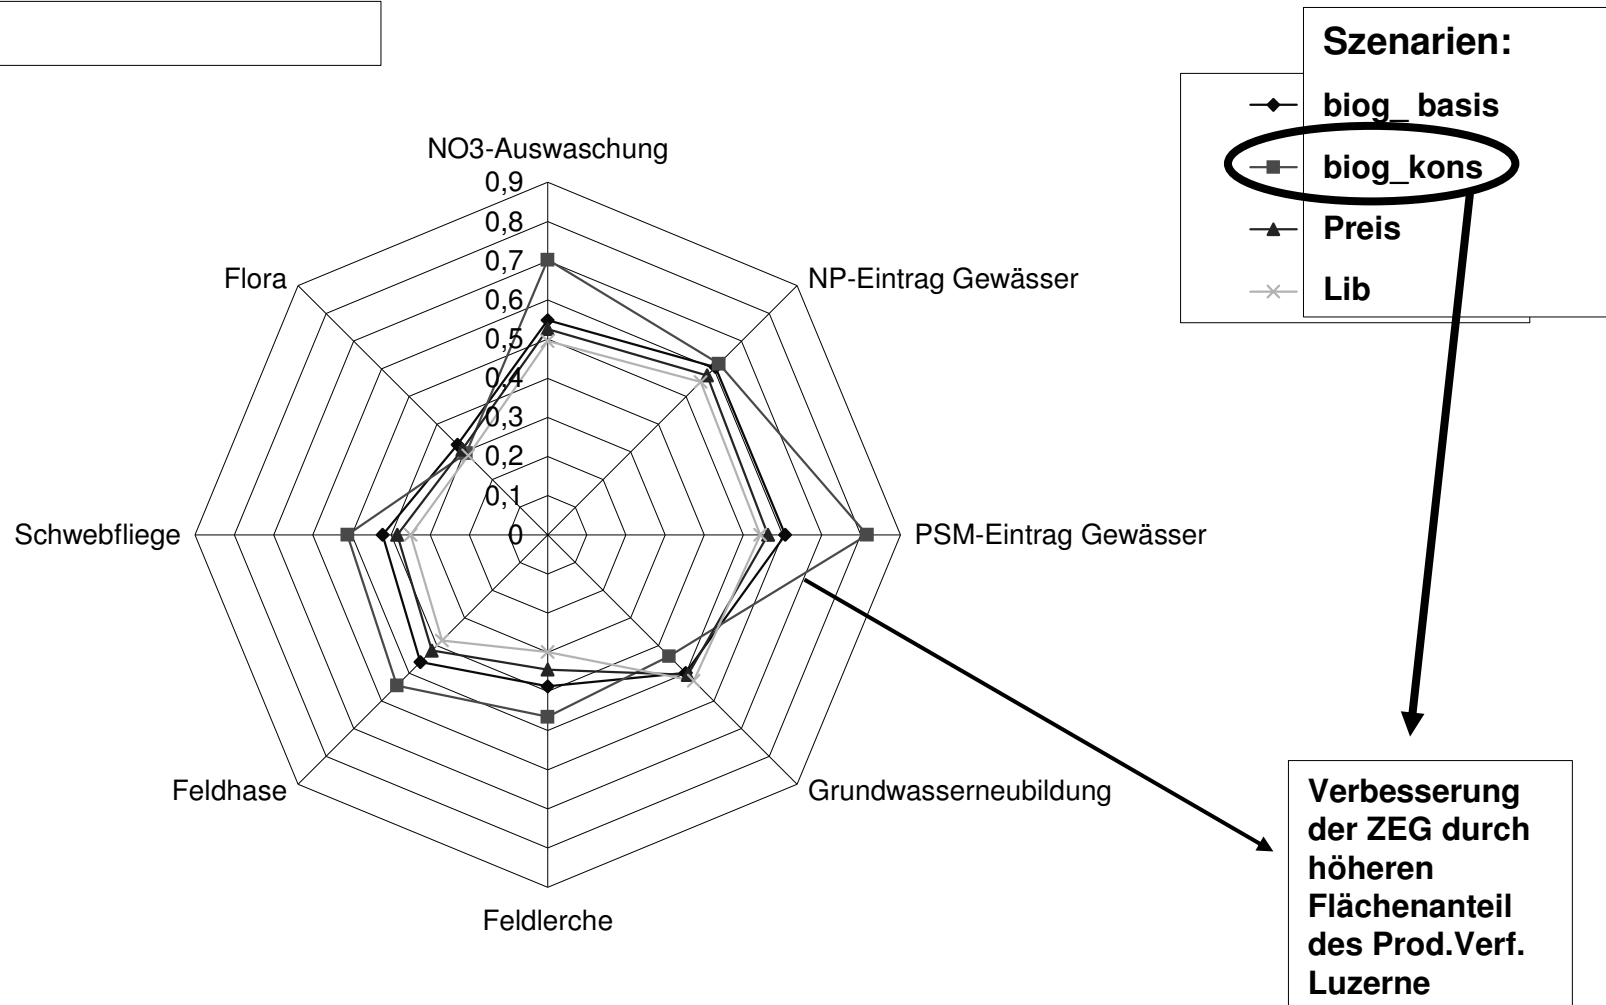 Szenarien:
biog_ basis
biog_kons
Preis
Lib
NO3-Auswaschung
0,9
0,8
0,7
0,6
0,5
0,4
0,3
0,2
0,1
0
NP-Eintrag Gewässer
PSM-Eintrag Gewässer
Grundwasserneubildung
Feldlerche
Feldhase
Schwebfliege
Flora
Verbesserung
der ZEG durch
höheren
Flächenanteil
des Prod.Verf.
Luzerne